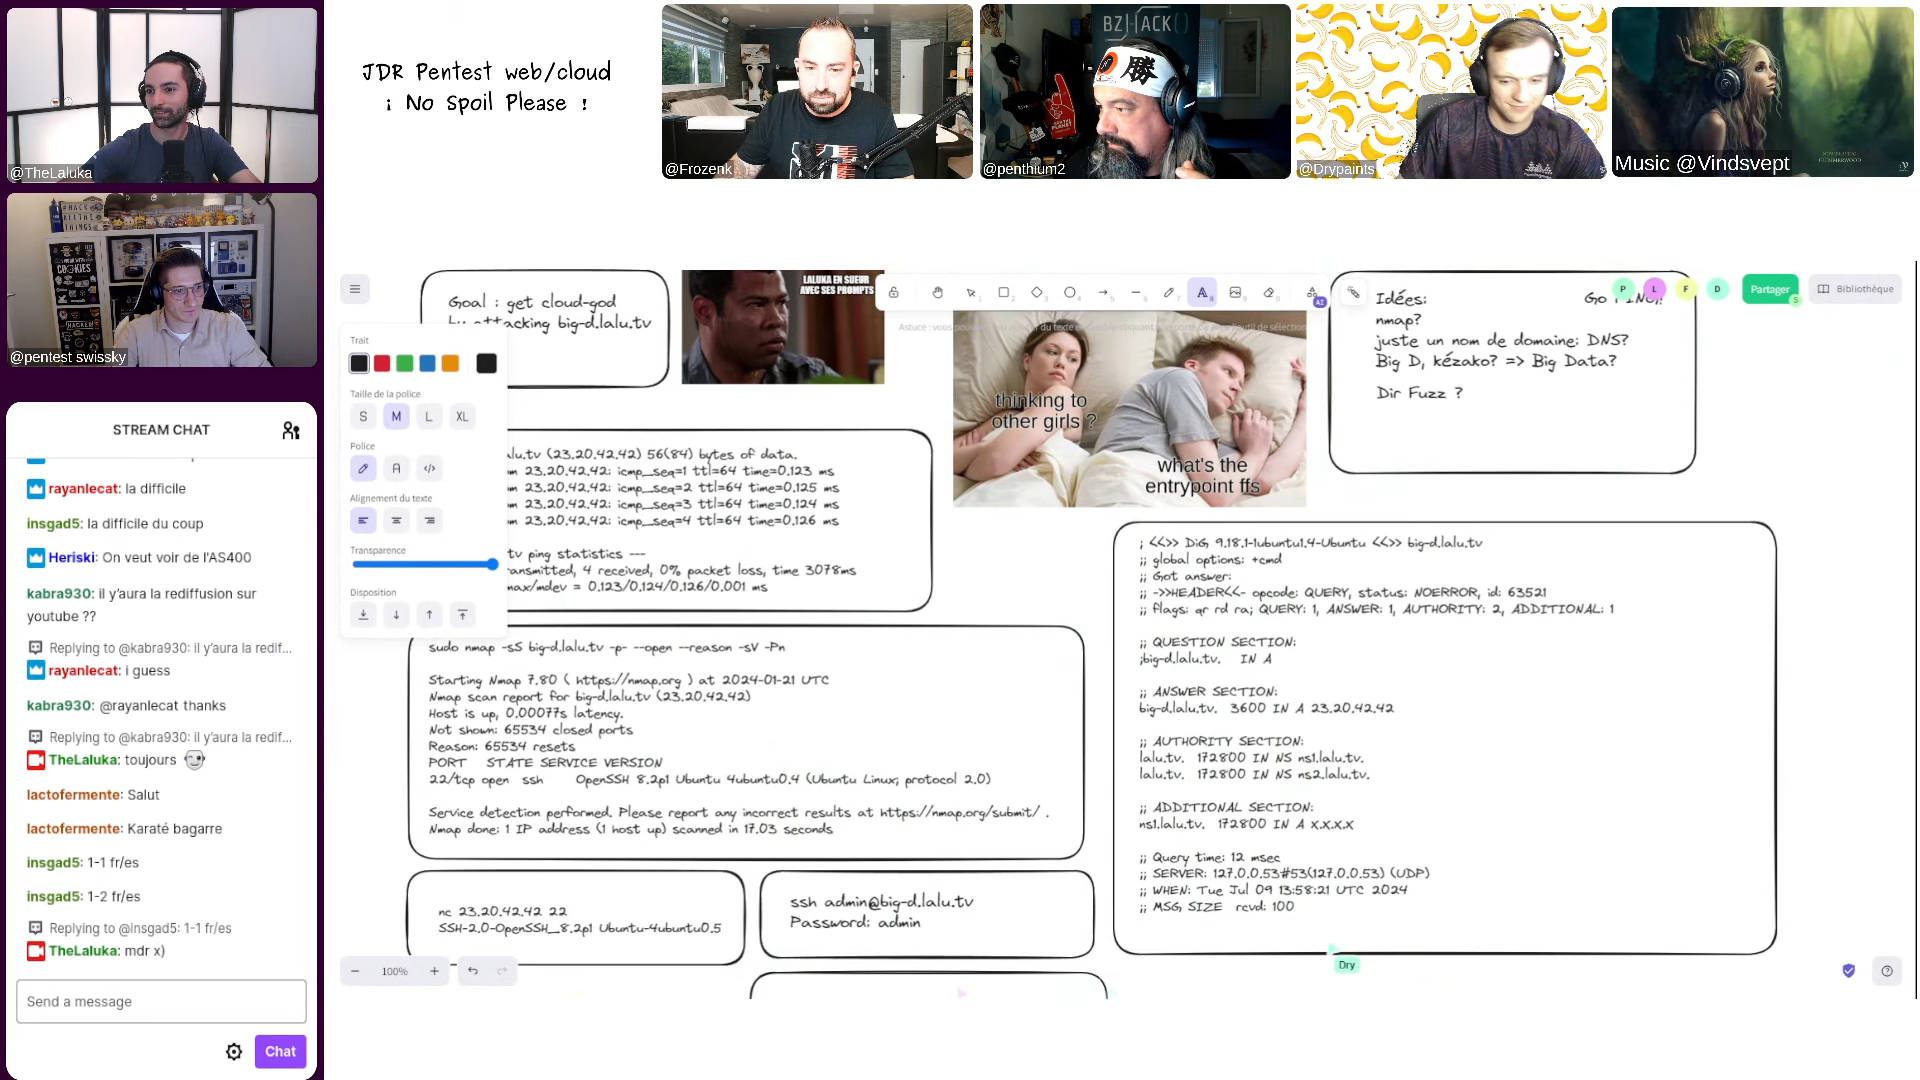 @TheLaluka
JDR Pentest web/cloud
¡ No Spoil Please !
@Frozenk
BZHACK()
勝
@penthium2
@Drypaints
Music @Vindsvept
#HACK
ALL THE
THINGS
COOKIES
HACKER
@pentest swissky
STREAM CHAT
rayanlecat: la difficile
insgad5: la difficile du coup
Heriski: On veut voir de l'AS400
kabra930: il y'aura la rediffusion sur
youtube ??
Replying to @kabra930: il y'aura la redif...
rayanlecat: i guess
kabra930: @rayanlecat thanks
Replying to @kabra930: il y'aura la redif...
TheLaluka: toujours
lactofermente: Salut
lactofermente: Karaté bagarre
insgad5: 1-1 fr/es
insgad5: 1-2 fr/es
Replying to @insgad5: 1-1 fr/es
TheLaluka: mdr x)
Send a message
Chat
Goal : get cloud-god
by attacking big-d.lalu.tv
LALUKA EN SUEUR
AVEC SES PROMPTS
Astuce : vous
thinking to
other girls ?
what's the
entrypoint ffs
Idées:
Go
nmap?
juste un nom de domaine: DNS?
Big D, kézako? => Big Data?
Dir Fuzz ?
P L F D
Partager
5
Bibliothèque
Trait
Taille de la police
S M L XL
Police
Alignement du texte
Transparence
Disposition
lu.tv (23.20.42.42) 56(84) bytes of data.
m 23.20.42.42: icmp_seq=1 ttl=64 time=0.123 ms
m 23.20.42.42: icmp_seq=2 ttl=64 time=0.125 ms
m 23.20.42.42: icmp_seq=3 ttl=64 time=0.124 ms
m 23.20.42.42: icmp_seq=4 ttl=64 time=0.126 ms
tv ping statistics ---
ansmitted, 4 received, 0% packet loss, time 3078ms
max/mdev = 0.123/0.124/0.126/0.001 ms
sudo nmap -sS big-d.lalu.tv -p- --open --reason -sV -Pn
Starting Nmap 7.80 ( https://nmap.org ) at 2024-01-21 UTC
Nmap scan report for big-d.lalu.tv (23.20.42.42)
Host is up, 0.00077s latency.
Not shown: 65534 closed ports
Reason: 65534 resets
PORT STATE SERVICE VERSION
22/tcp open ssh OpenSSH 8.2p1 Ubuntu 4ubuntu0.4 (Ubuntu Linux; protocol 2.0)
Service detection performed. Please report any incorrect results at https://nmap.org/submit/ .
Nmap done: 1 IP address (1 host up) scanned in 17.03 seconds
nc 23.20.42.42 22
SSH-2.0-OpenSSH_8.2p1 Ubuntu-4ubuntu0.5
ssh admin@big-d.lalu.tv
Password: admin
; <<>> DiG 9.18.1-1ubuntu1.4-Ubuntu <<>> big-d.lalu.tv
;; global options: +cmd
;; Got answer:
;; ->>HEADER<<- opcode: QUERY, status: NOERROR, id: 63521
;; flags: qr rd ra; QUERY: 1, ANSWER: 1, AUTHORITY: 2, ADDITIONAL: 1
;; QUESTION SECTION:
;big-d.lalu.tv. IN A
;; ANSWER SECTION:
big-d.lalu.tv. 3600 IN A 23.20.42.42
;; AUTHORITY SECTION:
lalu.tv. 172800 IN NS ns1.lalu.tv.
lalu.tv. 172800 IN NS ns2.lalu.tv.
;; ADDITIONAL SECTION:
ns1.lalu.tv. 172800 IN A x.x.x.x
;; Query time: 12 msec
;; SERVER: 127.0.0.53#53(127.0.0.53) (UDP)
;; WHEN: Tue Jul 09 13:58:21 UTC 2024
;; MSG SIZE rcvd: 100
Dry
100%